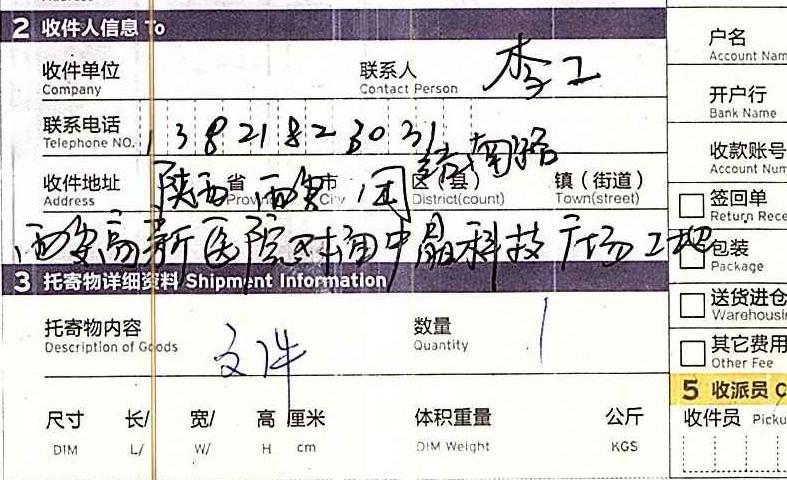 2 收件人信息 To
户名
Account Nam
收件单位 联系人 李工
Company Contact Person
开户行
Bank Name
联系电话 13821823031
Telephone NO.
收款账号
Account Num
收件地址 陕西省 西安市 区(县) 南路 镇(街道)
Address Province City District(count) Town(street)
签回单
Return Rece
西安高新医院对面中晶科技广场工地
包装
Package
3 托寄物详细资料 Shipment Information
送货进仓
Warehousin
托寄物内容 文件 数量 1
Description of Goods Quantity
其它费用
Other Fee
5 收派员 C
尺寸 长/ 宽/ 高 厘米 体积重量 公斤
DIM L/ W/ H cm DIM Weight KGS
收件员 Picku